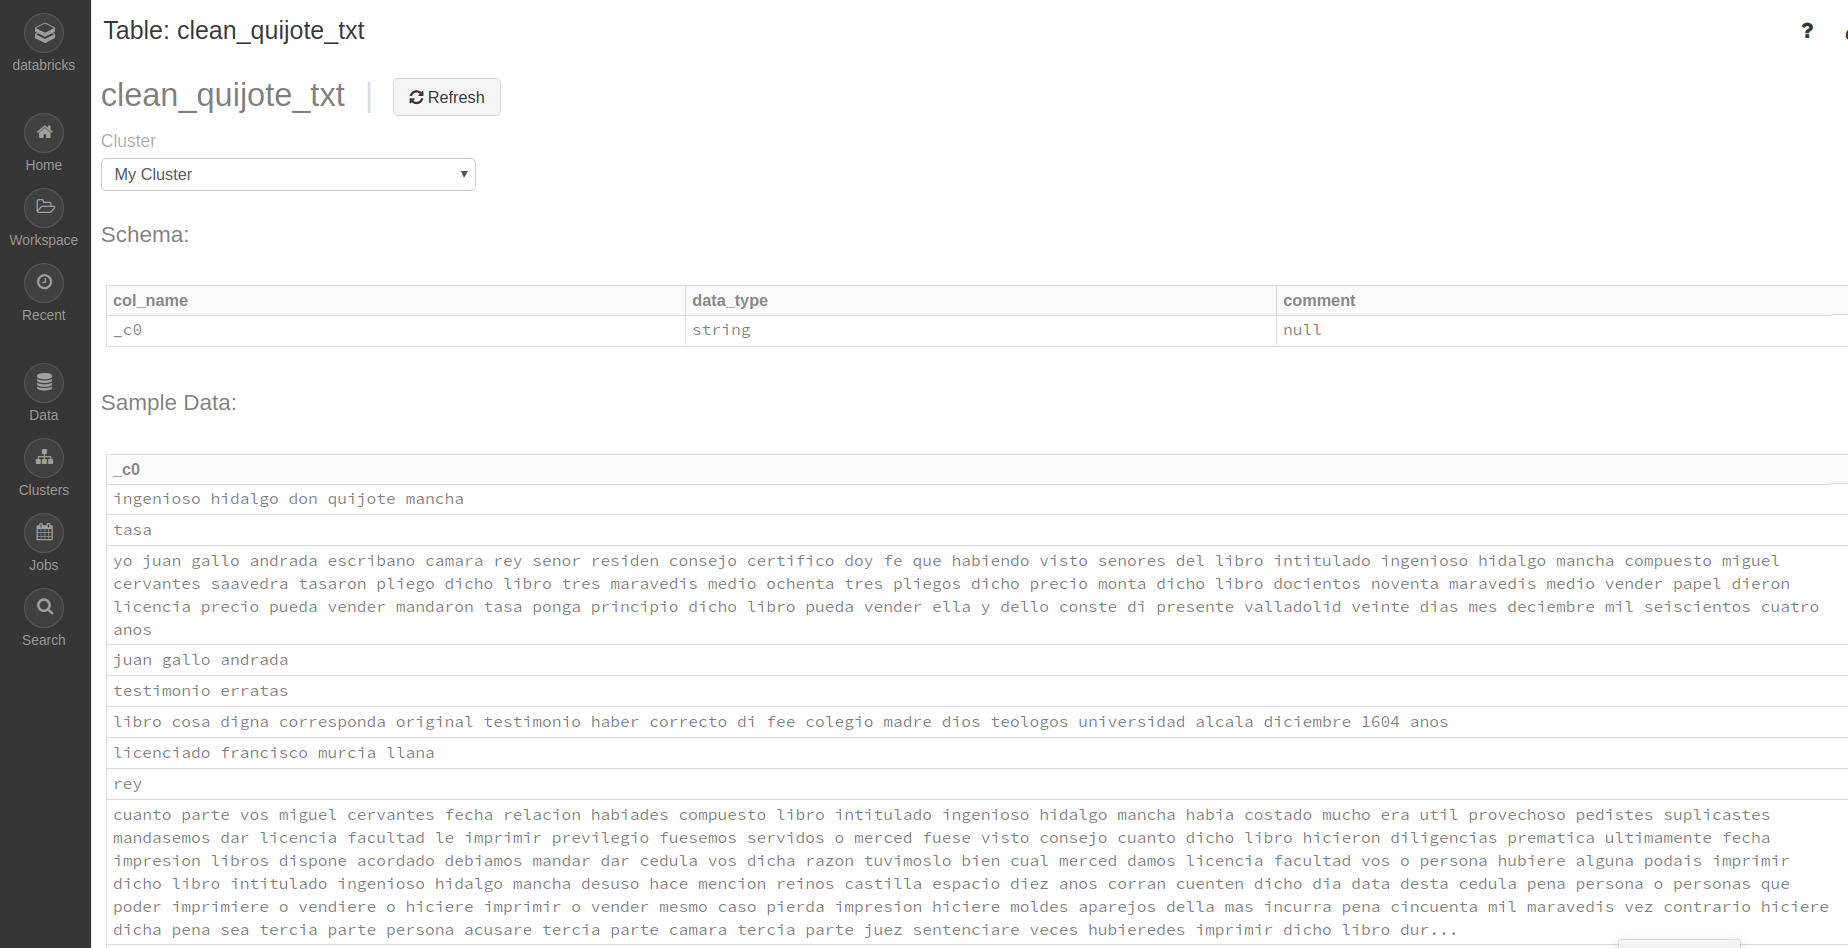 databricks
Home
Workspace
Recent
Data
Clusters
Jobs
Search
Table: clean_quijote_txt
?
clean_quijote_txt | Refresh
Cluster
My Cluster
Schema:
col_name data_type comment
_c0 string null
Sample Data:
_c0
ingenioso hidalgo don quijote mancha
tasa
yo juan gallo andrada escribano camara rey senor residen consejo certifico doy fe que habiendo visto senores del libro intitulado ingenioso hidalgo mancha compuesto miguel
cervantes saavedra tasaron pliego dicho libro tres maravedis medio ochenta tres pliegos dicho precio monta dicho libro docientos noventa maravedis medio vender papel dieron
licencia precio pueda vender mandaron tasa ponga principio dicho libro pueda vender ella y dello conste di presente valladolid veinte dias mes deciembre mil seiscientos cuatro
anos
juan gallo andrada
testimonio erratas
libro cosa digna corresponda original testimonio haber correcto di fee colegio madre dios teologos universidad alcala diciembre 1604 anos
licenciado francisco murcia llana
rey
cuanto parte vos miguel cervantes fecha relacion habiades compuesto libro intitulado ingenioso hidalgo mancha habia costado mucho era util provechoso pedistes suplicastes
mandasemos dar licencia facultad le imprimir previlegio fuesemos servidos o merced fuese visto consejo cuanto dicho libro hicieron diligencias prematica ultimamente fecha
impresion libros dispone acordado debiamos mandar dar cedula vos dicha razon tuvimoslo bien cual merced damos licencia facultad vos o persona hubiere alguna podais imprimir
dicho libro intitulado ingenioso hidalgo mancha desuso hace mencion reinos castilla espacio diez anos corran cuenten dicho dia data desta cedula pena persona o personas que
poder imprimiere o vendiere o hiciere imprimir o vender mesmo caso pierda impresion hiciere moldes aparejos della mas incurra pena cincuenta mil maravedis vez contrario hiciere
dicha pena sea tercia parte persona acusare tercia parte camara tercia parte juez sentenciare veces hubieredes imprimir dicho libro dur...